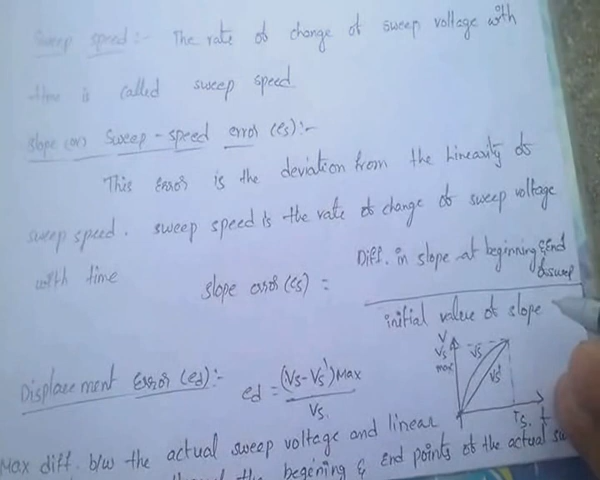 Sweep speed :- The rate of change of sweep voltage with
time is called sweep speed
slope (or) Sweep - speed error (es) :-
This error is the deviation from the Linearity of
sweep speed. sweep speed is the rate of change of sweep voltage
with time
slope error (es) = Diff. in slope at beginning & End of sweep
initial value of slope
Displacement Error (ed) :- ed = (Vs - Vs')Max
Vs
V
Vs
max
Vs
Vs'
Ts. t
Max diff. b/w the actual sweep voltage and linear
the begening & End points of the actual